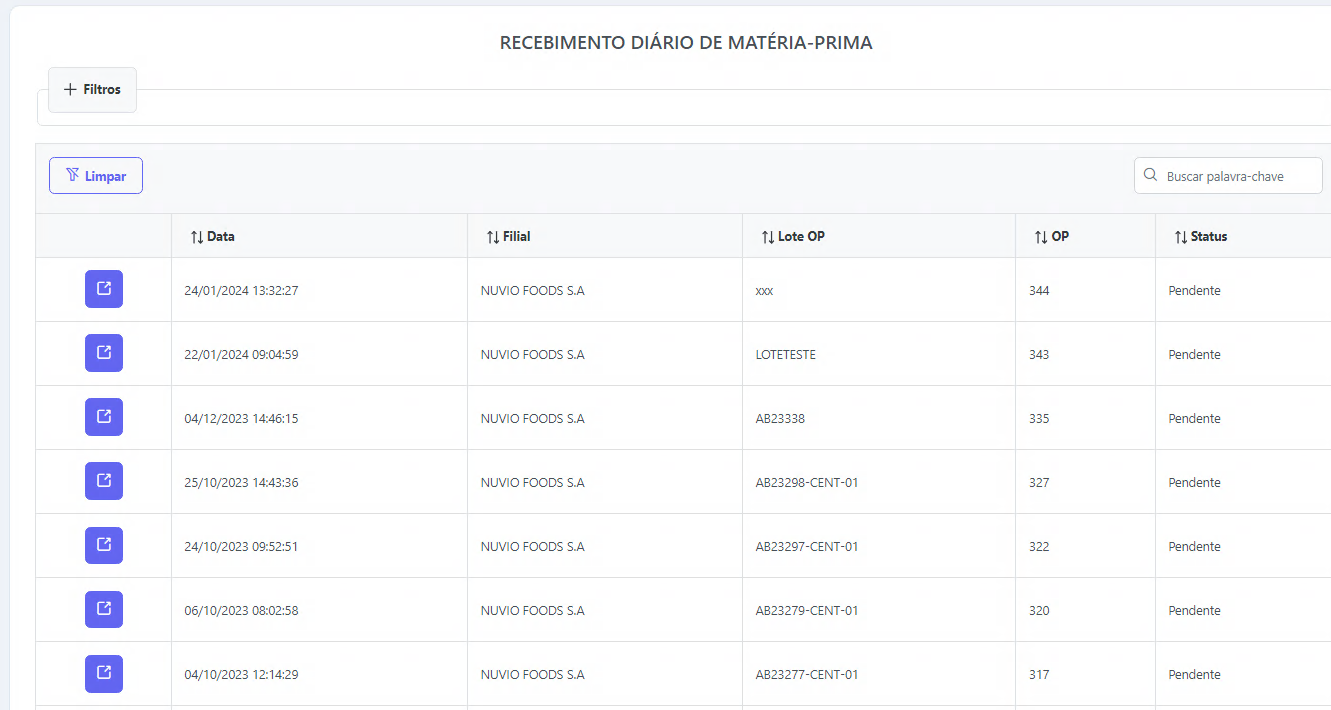 RECEBIMENTO DIÁRIO DE MATÉRIA-PRIMA
Filtros
Limpar
Buscar palavra-chave
Data Filial Lote OP OP Status
24/01/2024 13:32:27 NUVIO FOODS S.A xxx 344 Pendente
22/01/2024 09:04:59 NUVIO FOODS S.A LOTETESTE 343 Pendente
04/12/2023 14:46:15 NUVIO FOODS S.A AB23338 335 Pendente
25/10/2023 14:43:36 NUVIO FOODS S.A AB23298-CENT-01 327 Pendente
24/10/2023 09:52:51 NUVIO FOODS S.A AB23297-CENT-01 322 Pendente
06/10/2023 08:02:58 NUVIO FOODS S.A AB23279-CENT-01 320 Pendente
04/10/2023 12:14:29 NUVIO FOODS S.A AB23277-CENT-01 317 Pendente